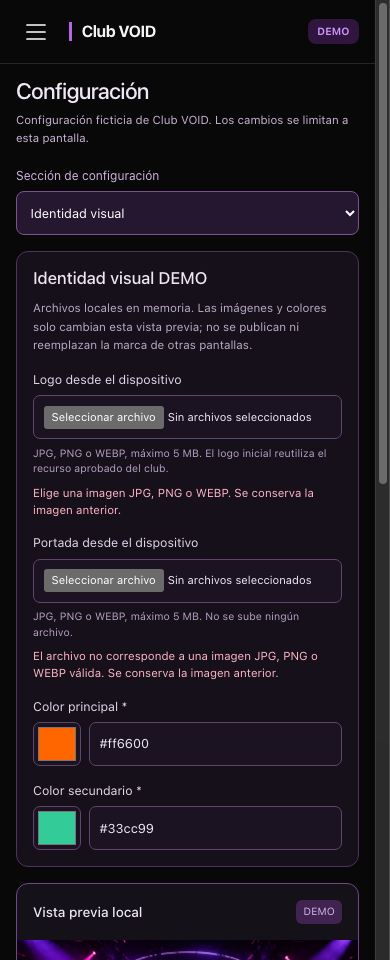 Club VOID
DEMO
Configuración
Configuración ficticia de Club VOID. Los cambios se limitan a
esta pantalla.
Sección de configuración
Identidad visual
Identidad visual DEMO
Archivos locales en memoria. Las imágenes y colores
solo cambian esta vista previa; no se publican ni
reemplazan la marca de otras pantallas.
Logo desde el dispositivo
Seleccionar archivo Sin archivos seleccionados
JPG, PNG o WEBP, máximo 5 MB. El logo inicial reutiliza el
recurso aprobado del club.
Elige una imagen JPG, PNG o WEBP. Se conserva la
imagen anterior.
Portada desde el dispositivo
Seleccionar archivo Sin archivos seleccionados
JPG, PNG o WEBP, máximo 5 MB. No se sube ningún
archivo.
El archivo no corresponde a una imagen JPG, PNG o
WEBP válida. Se conserva la imagen anterior.
Color principal *
#ff6600
Color secundario *
#33cc99
Vista previa local
DEMO